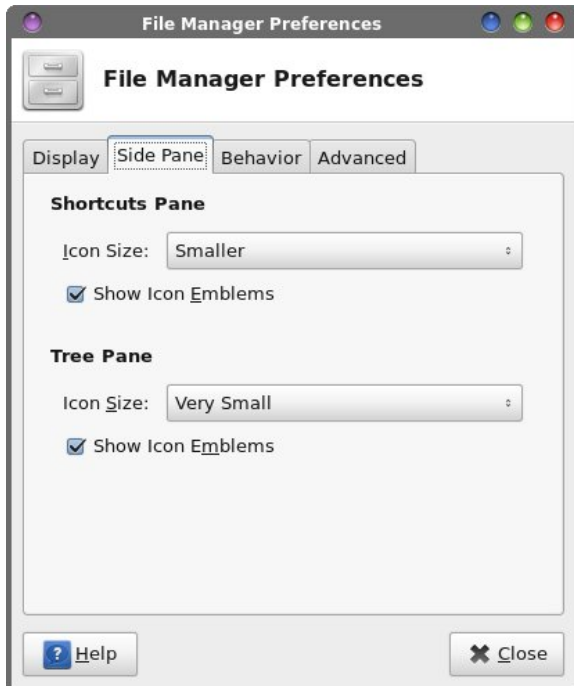 File Manager Preferences
File Manager Preferences
Display Side Pane Behavior Advanced
Shortcuts Pane
Icon Size: Smaller
Show Icon Emblems
Tree Pane
Icon Size: Very Small
Show Icon Emblems
? Help Close